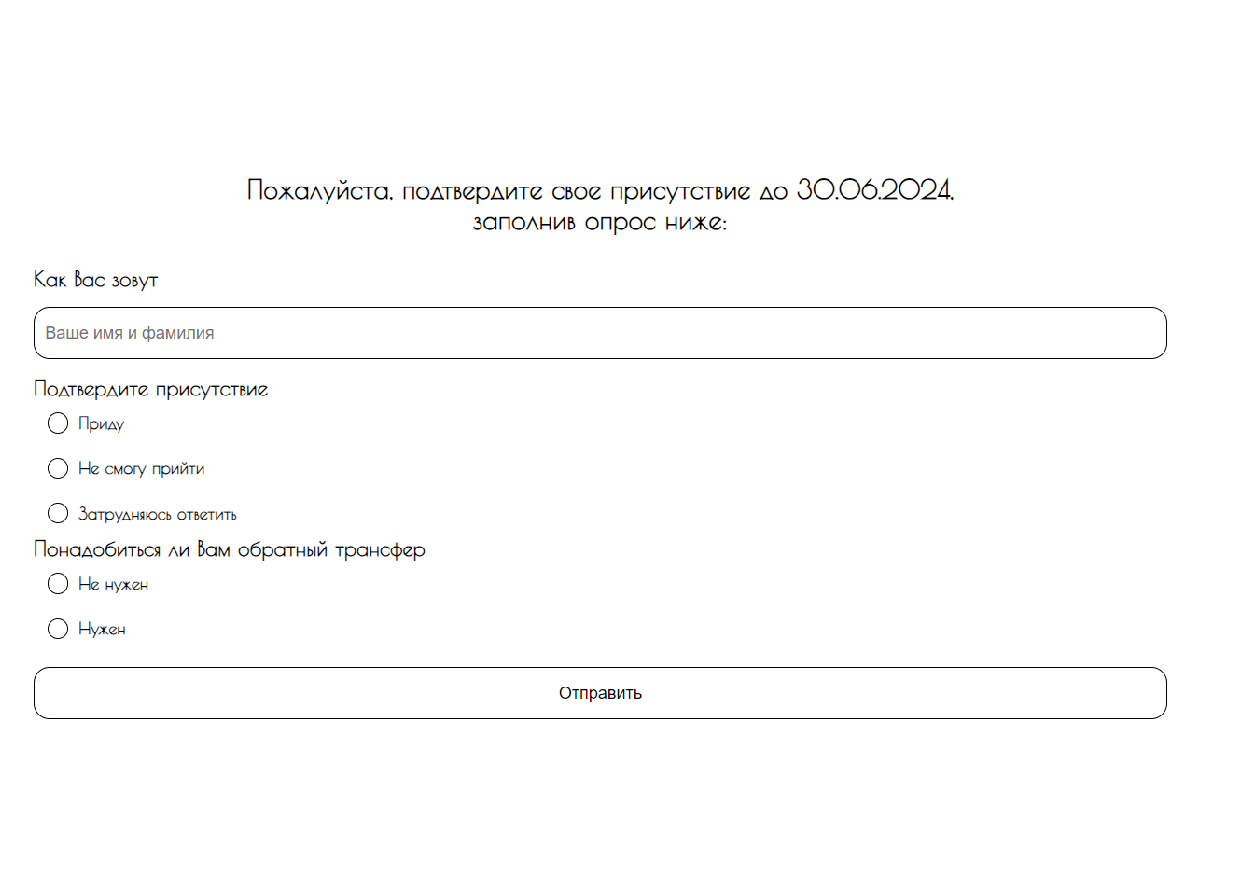 Пожалуйста, подтвердите свое присутствие до 30.06.2024,
заполнив опрос ниже:
Как Вас зовут
Ваше имя и фамилия
Подтвердите присутствие
Приду
Не смогу прийти
Затрудняюсь ответить
Понадобиться ли Вам обратный трансфер
Не нужен
Нужен
Отправить